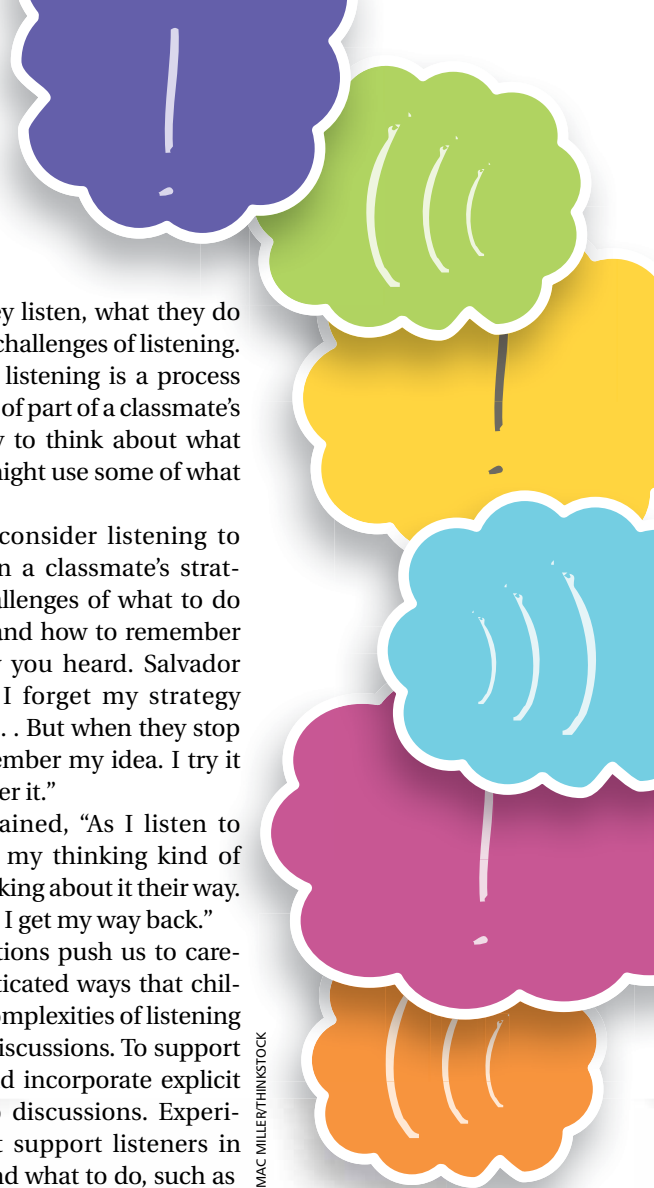 ey listen, what they do
challenges of listening.
listening is a process
of part of a classmate’s
y to think about what
might use some of what
consider listening to
n a classmate’s strat-
allenges of what to do
and how to remember
you heard. Salvador
I forget my strategy
. . But when they stop
ember my idea. I try it
er it.”
ained, “As I listen to
my thinking kind of
king about it their way.
I get my way back.”
tions push us to care-
ticated ways that chil-
omplexities of listening
iscussions. To support
d incorporate explicit
discussions. Experi-
t support listeners in
nd what to do, such as
MAC MILLER/THINKSTOCK